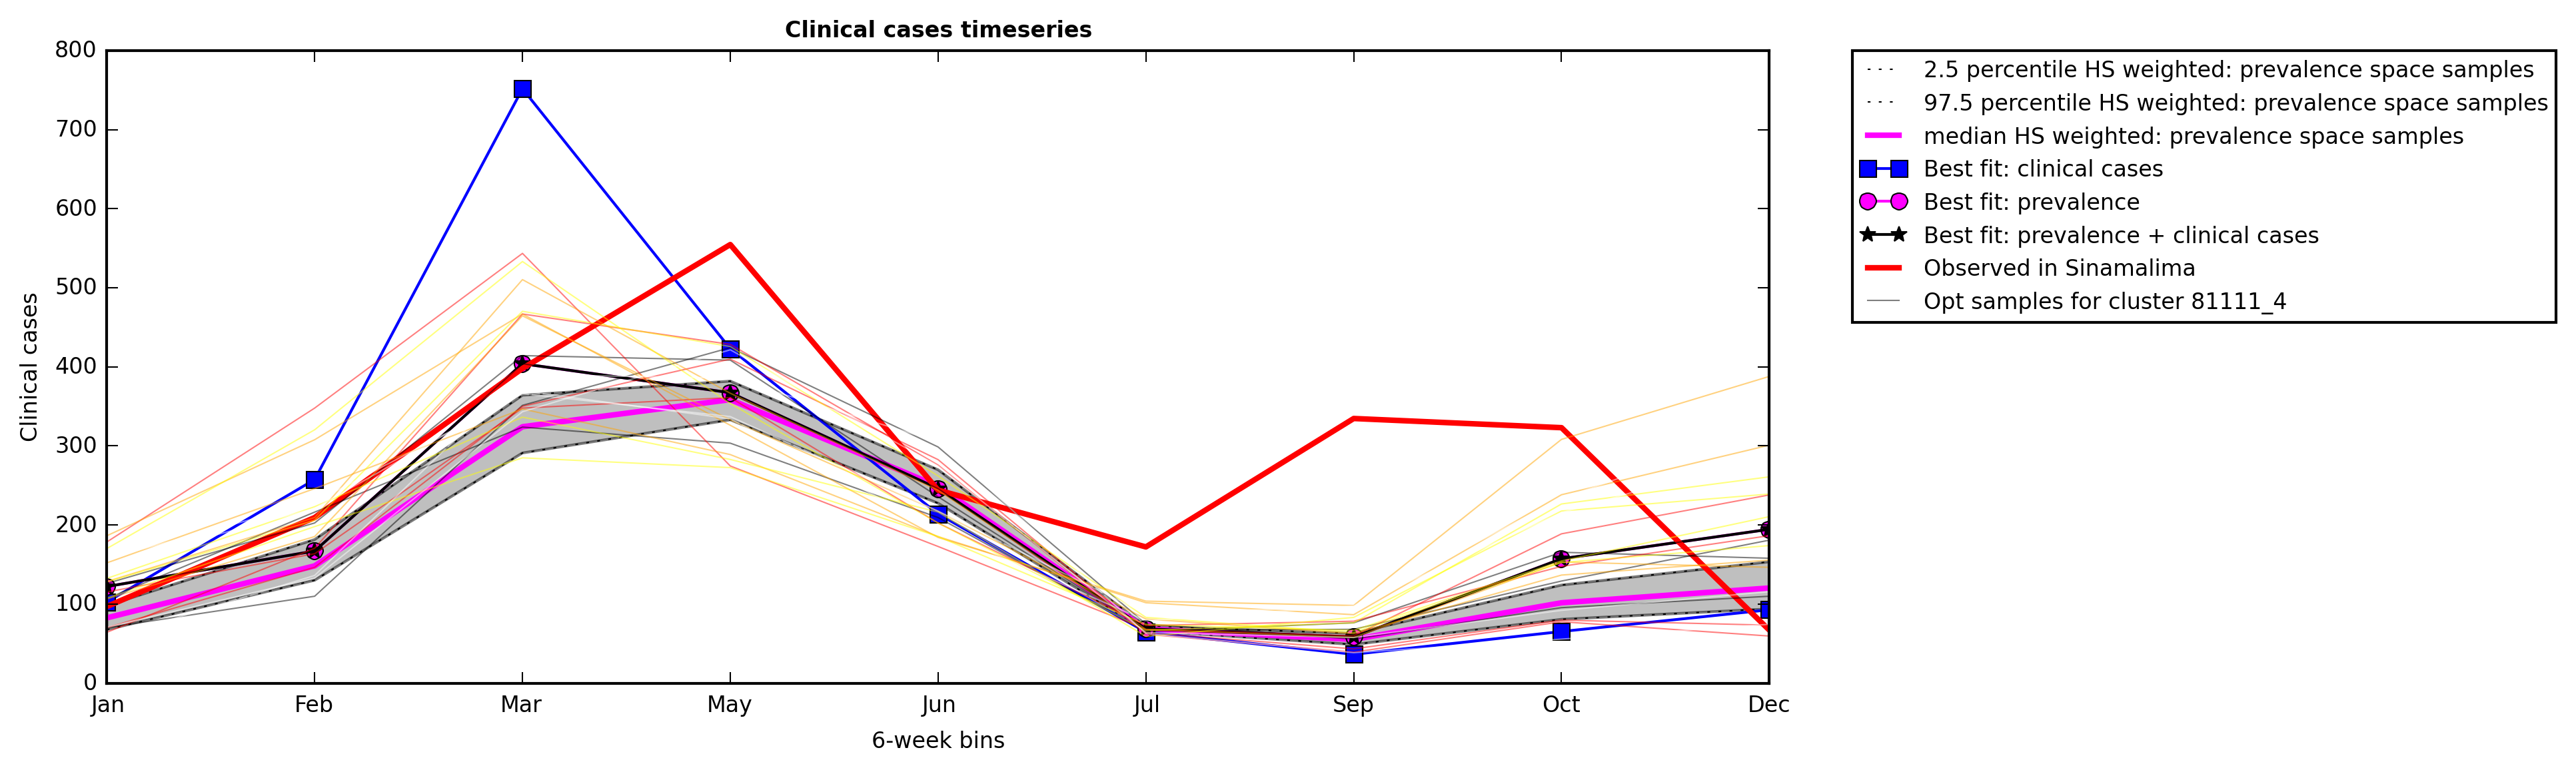 Clinical cases timeseries
800
700
600
500
400
300
200
100
0
Clinical cases
Jan Feb Mar May Jun Jul Sep Oct Dec
6-week bins
2.5 percentile HS weighted: prevalence space samples
97.5 percentile HS weighted: prevalence space samples
median HS weighted: prevalence space samples
Best fit: clinical cases
Best fit: prevalence
Best fit: prevalence + clinical cases
Observed in Sinamalima
Opt samples for cluster 81111_4